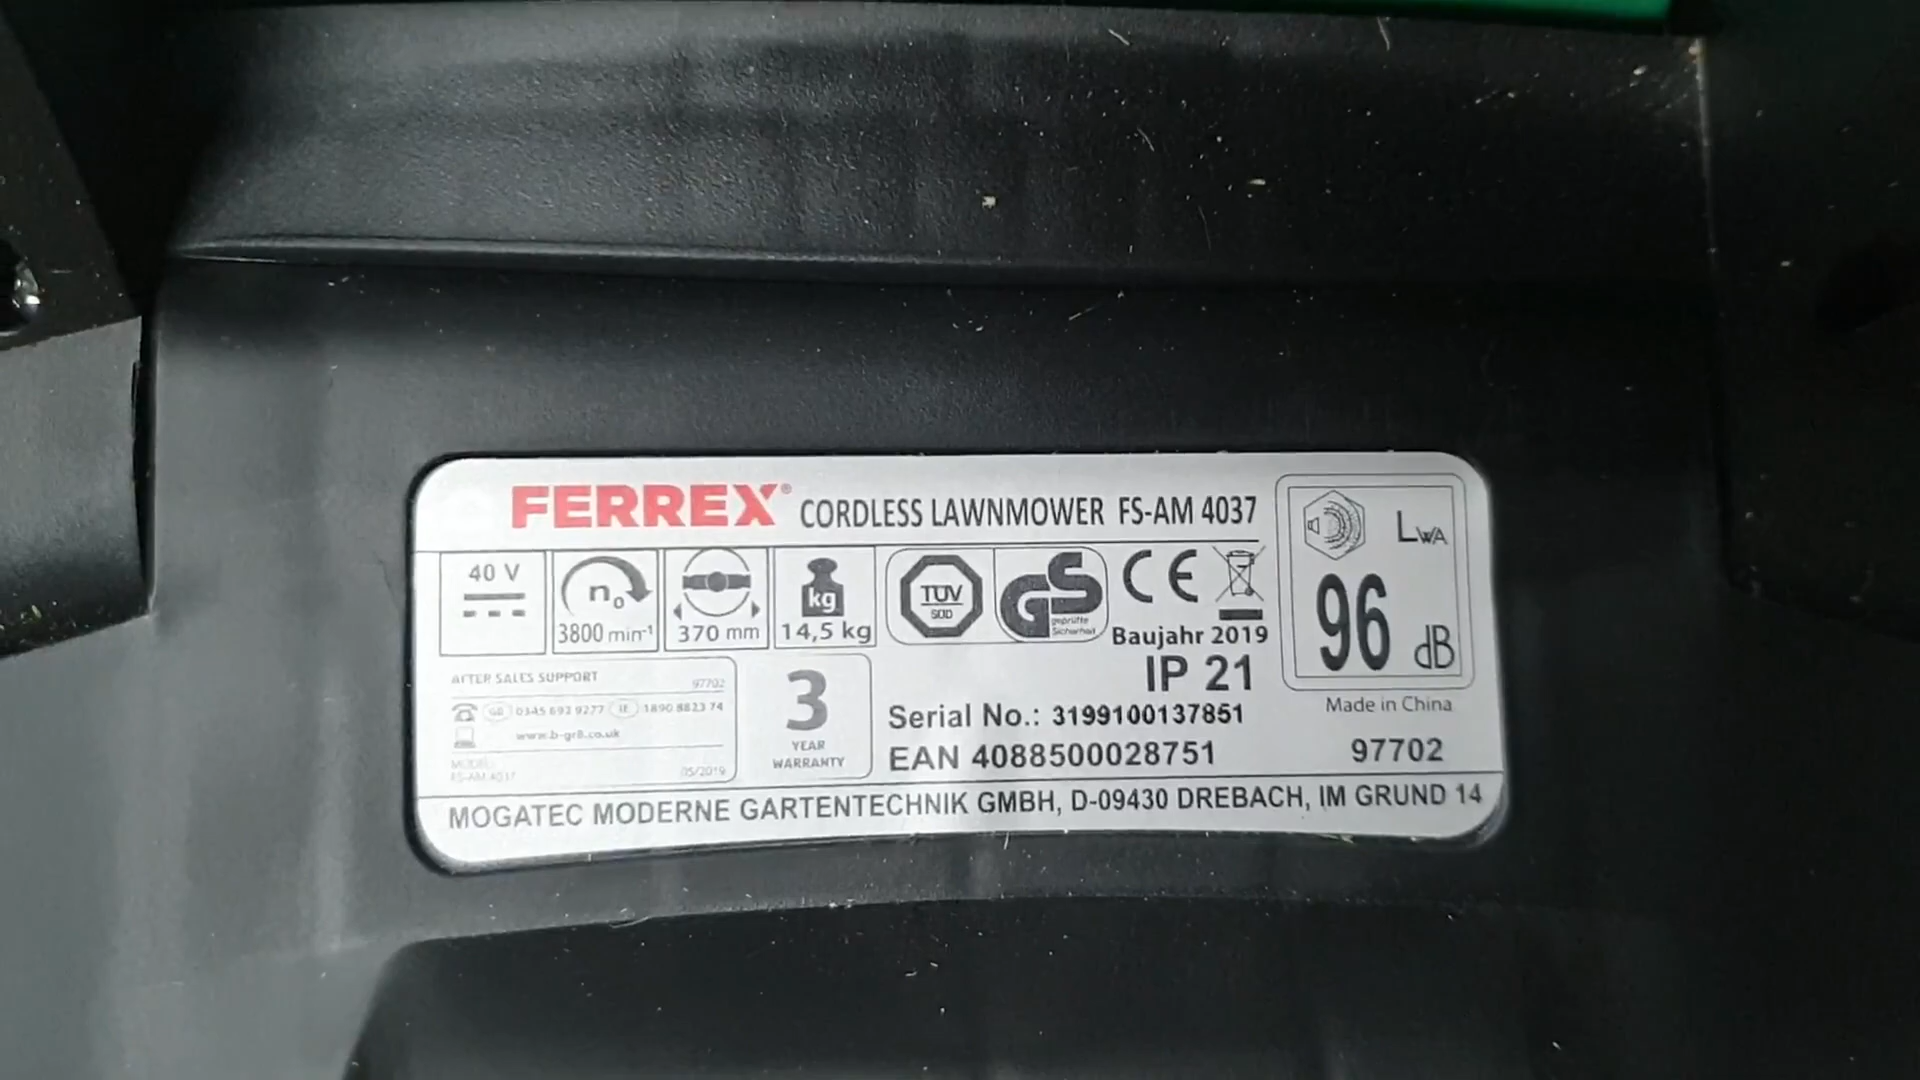 FERREX® CORDLESS LAWNMOWER FS-AM 4037
40 V
n₀
3800 min⁻¹
370 mm
kg
14,5 kg
TÜV
SÜD
GS
geprüfte
Sicherheit
CE
Baujahr 2019
IP 21
LWA
96 dB
Made in China
97702
AFTER SALES SUPPORT 97702
GB 0345 692 9277 IE 1890 8823 74
www.b-gr8.co.uk
MODEL:
FS-AM 4037 05/2019
3
YEAR
WARRANTY
Serial No.: 3199100137851
EAN 4088500028751
MOGATEC MODERNE GARTENTECHNIK GMBH, D-09430 DREBACH, IM GRUND 14